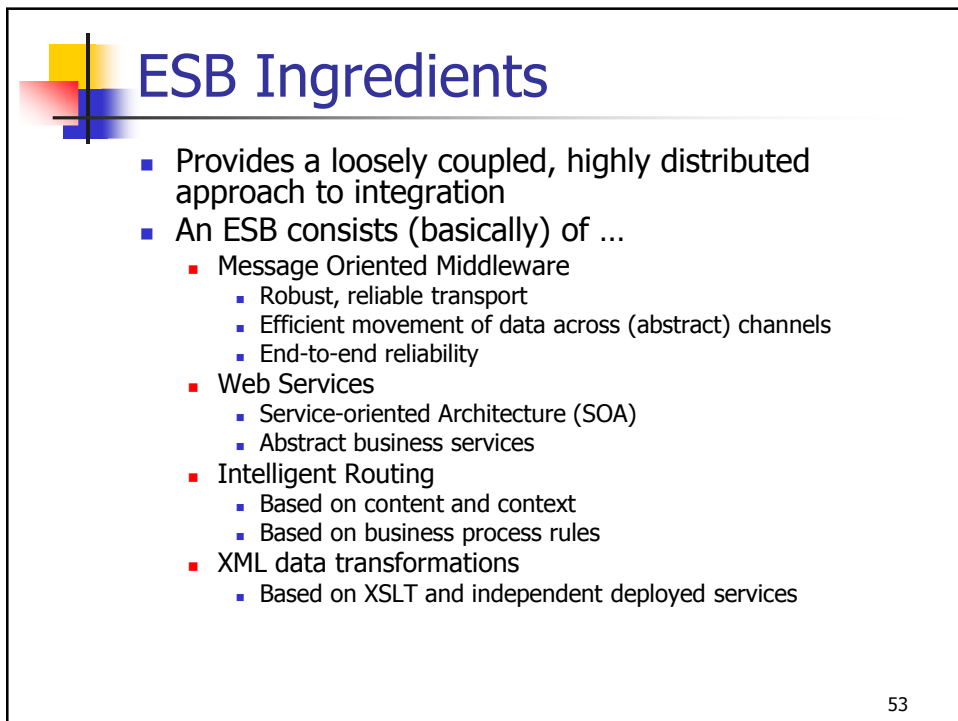 ESB Ingredients
Provides a loosely coupled, highly distributed
approach to integration
An ESB consists (basically) of …
Message Oriented Middleware
Robust, reliable transport
Efficient movement of data across (abstract) channels
End-to-end reliability
Web Services
Service-oriented Architecture (SOA)
Abstract business services
Intelligent Routing
Based on content and context
Based on business process rules
XML data transformations
Based on XSLT and independent deployed services
53